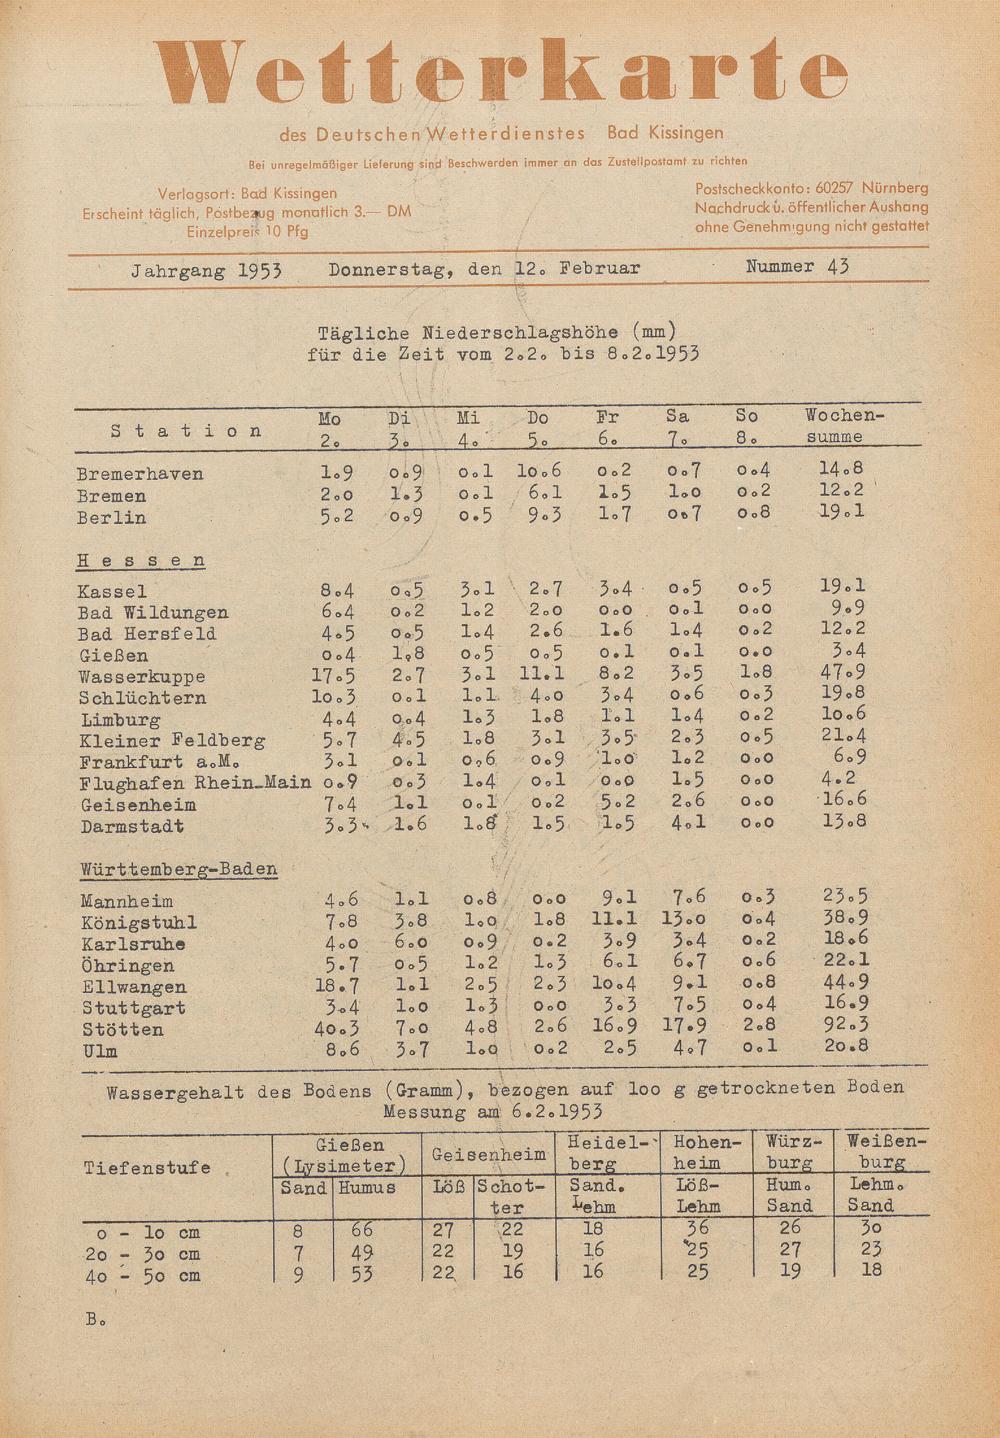 Wetterkarte
des Deutschen Wetterdienstes Bad Kissingen
Bei unregelmäßiger Lieferung sind Beschwerden immer an das Zustellpostamt zu richten
Verlagsort: Bad Kissingen
Erscheint täglich, Postbezug monatlich 3.— DM
Einzelpreis 10 Pfg
Postscheckkonto: 60257 Nürnberg
Nachdruck ü. öffentlicher Aushang
ohne Genehmigung nicht gestattet
Jahrgang 1953 Donnerstag, den 12. Februar Nummer 43
Tägliche Niederschlagshöhe (mm)
für die Zeit vom 2.2. bis 8.2.1953
Station Mo Di Mi Do Fr Sa So Wochen-
2. 3. 4. 5. 6. 7. 8. summe
Bremerhaven 1.9 0.9 0.1 10.6 0.2 0.7 0.4 14.8
Bremen 2.0 1.3 0.1 6.1 1.5 1.0 0.2 12.2
Berlin 5.2 0.9 0.5 9.3 1.7 0.7 0.8 19.1
Hessen
Kassel 8.4 0.5 3.1 2.7 3.4 0.5 0.5 19.1
Bad Wildungen 6.4 0.2 1.2 2.0 0.0 0.1 0.0 9.9
Bad Hersfeld 4.5 0.5 1.4 2.6 1.6 1.4 0.2 12.2
Gießen 0.4 1.8 0.5 0.5 0.1 0.1 0.0 3.4
Wasserkuppe 17.5 2.7 3.1 11.1 8.2 3.5 1.8 47.9
Schlüchtern 10.3 0.1 1.1 4.0 3.4 0.6 0.3 19.8
Limburg 4.4 0.4 1.3 1.8 1.1 1.4 0.2 10.6
Kleiner Feldberg 5.7 4.5 1.8 3.1 3.5 2.3 0.5 21.4
Frankfurt a.M. 3.1 0.1 0.6 0.9 1.0 1.2 0.0 6.9
Flughafen Rhein-Main 0.9 0.3 1.4 0.1 0.0 1.5 0.0 4.2
Geisenheim 7.4 1.1 0.1 0.2 5.2 2.6 0.0 16.6
Darmstadt 3.3 1.6 1.8 1.5 1.5 4.1 0.0 13.8
Württemberg-Baden
Mannheim 4.6 1.1 0.8 0.0 9.1 7.6 0.3 23.5
Königstuhl 7.8 3.8 1.0 1.8 11.1 13.0 0.4 38.9
Karlsruhe 4.0 6.0 0.9 0.2 3.9 3.4 0.2 18.6
Öhringen 5.7 0.5 1.2 1.3 6.1 6.7 0.6 22.1
Ellwangen 18.7 1.1 2.5 2.3 10.4 9.1 0.8 44.9
Stuttgart 3.4 1.0 1.3 0.0 3.3 7.5 0.4 16.9
Stötten 40.3 7.0 4.8 2.6 16.9 17.9 2.8 92.3
Ulm 8.6 3.7 1.0 0.2 2.5 4.7 0.1 20.8
Wassergehalt des Bodens (Gramm), bezogen auf 100 g getrockneten Boden
Messung am 6.2.1953
Tiefenstufe Gießen Geisenheim Heidel- Hohen- Würz- Weißen-
(Lysimeter) berg heim burg burg
Sand Humus Löß Schot- Sand. Löß- Hum. Lehm.
ter Lehm Lehm Sand Sand
0 - 10 cm 8 66 27 22 18 36 26 30
20 - 30 cm 7 49 22 19 16 25 27 23
40 - 50 cm 9 53 22 16 16 25 19 18
B.